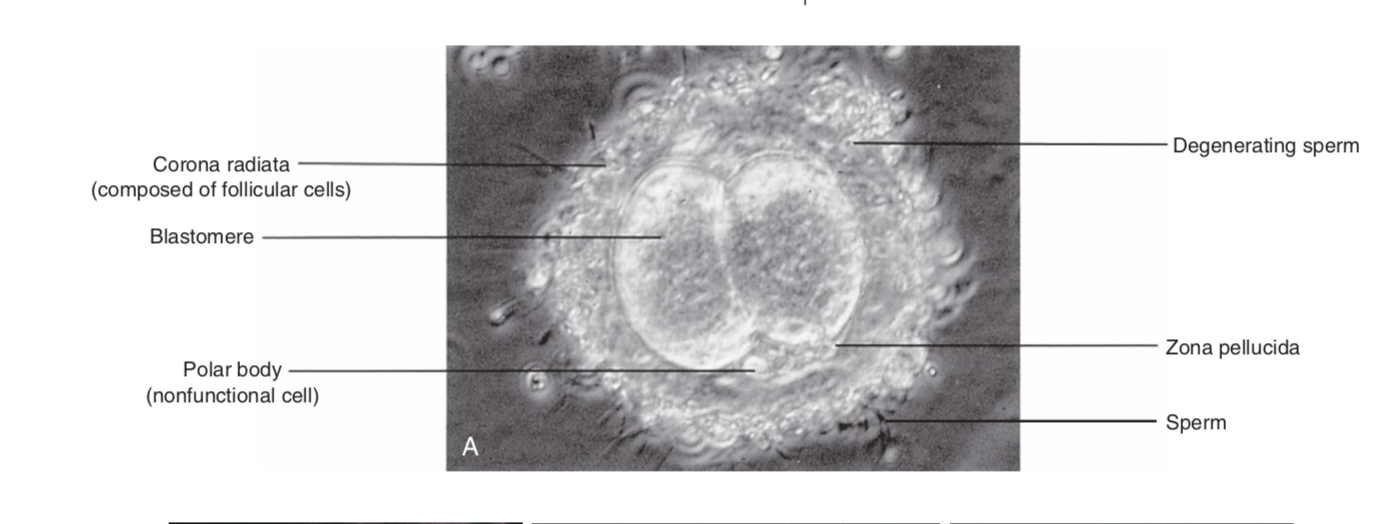 Corona radiata
(composed of follicular cells)
Blastomere
Polar body
(nonfunctional cell)
Degenerating sperm
Zona pellucida
Sperm
A